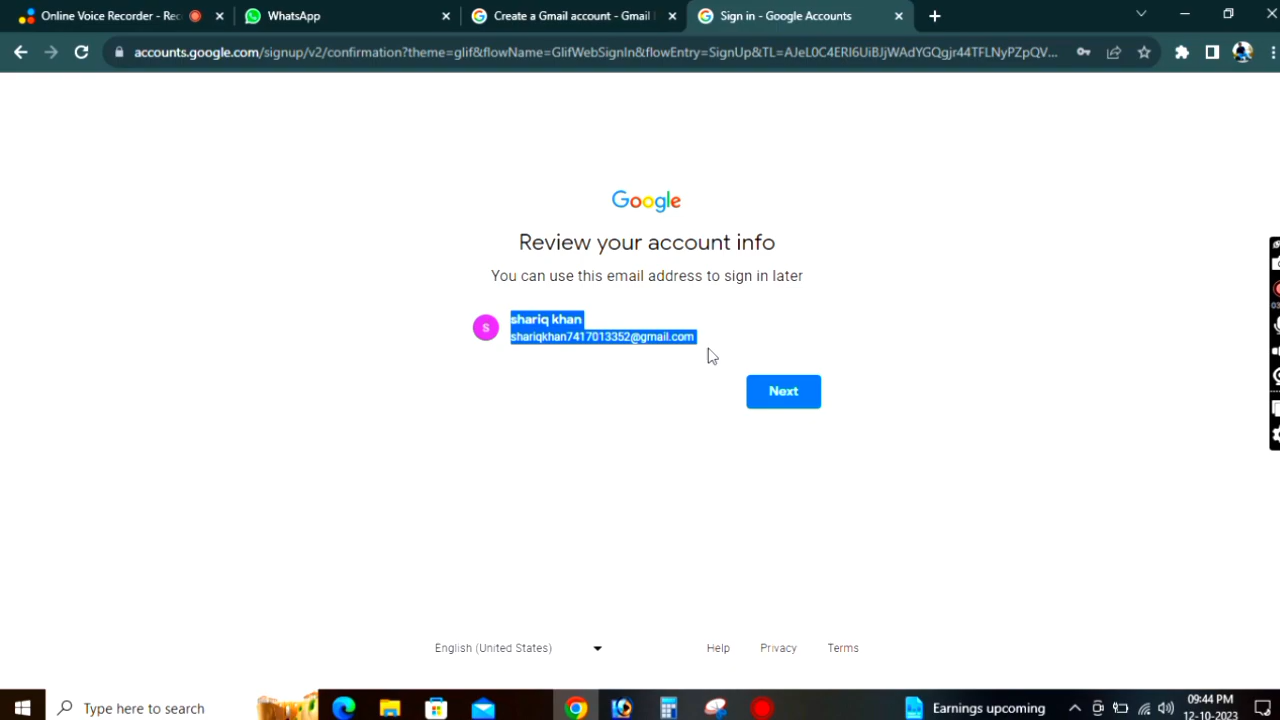 Online Voice Recorder - Rec
WhatsApp
Create a Gmail account - Gmail
Sign in - Google Accounts
accounts.google.com/signup/v2/confirmation?theme=glif&flowName=GlifWebSignIn&flowEntry=SignUp&TL=AJeL0C4ERl6UiBJjWAdYGQgjr44TFLNyPZpQV...
Google
Review your account info
You can use this email address to sign in later
S
shariq khan
shariqkhan7417013352@gmail.com
Next
English (United States)
Help
Privacy
Terms
Type here to search
Earnings upcoming
09:44 PM
12-10-2023